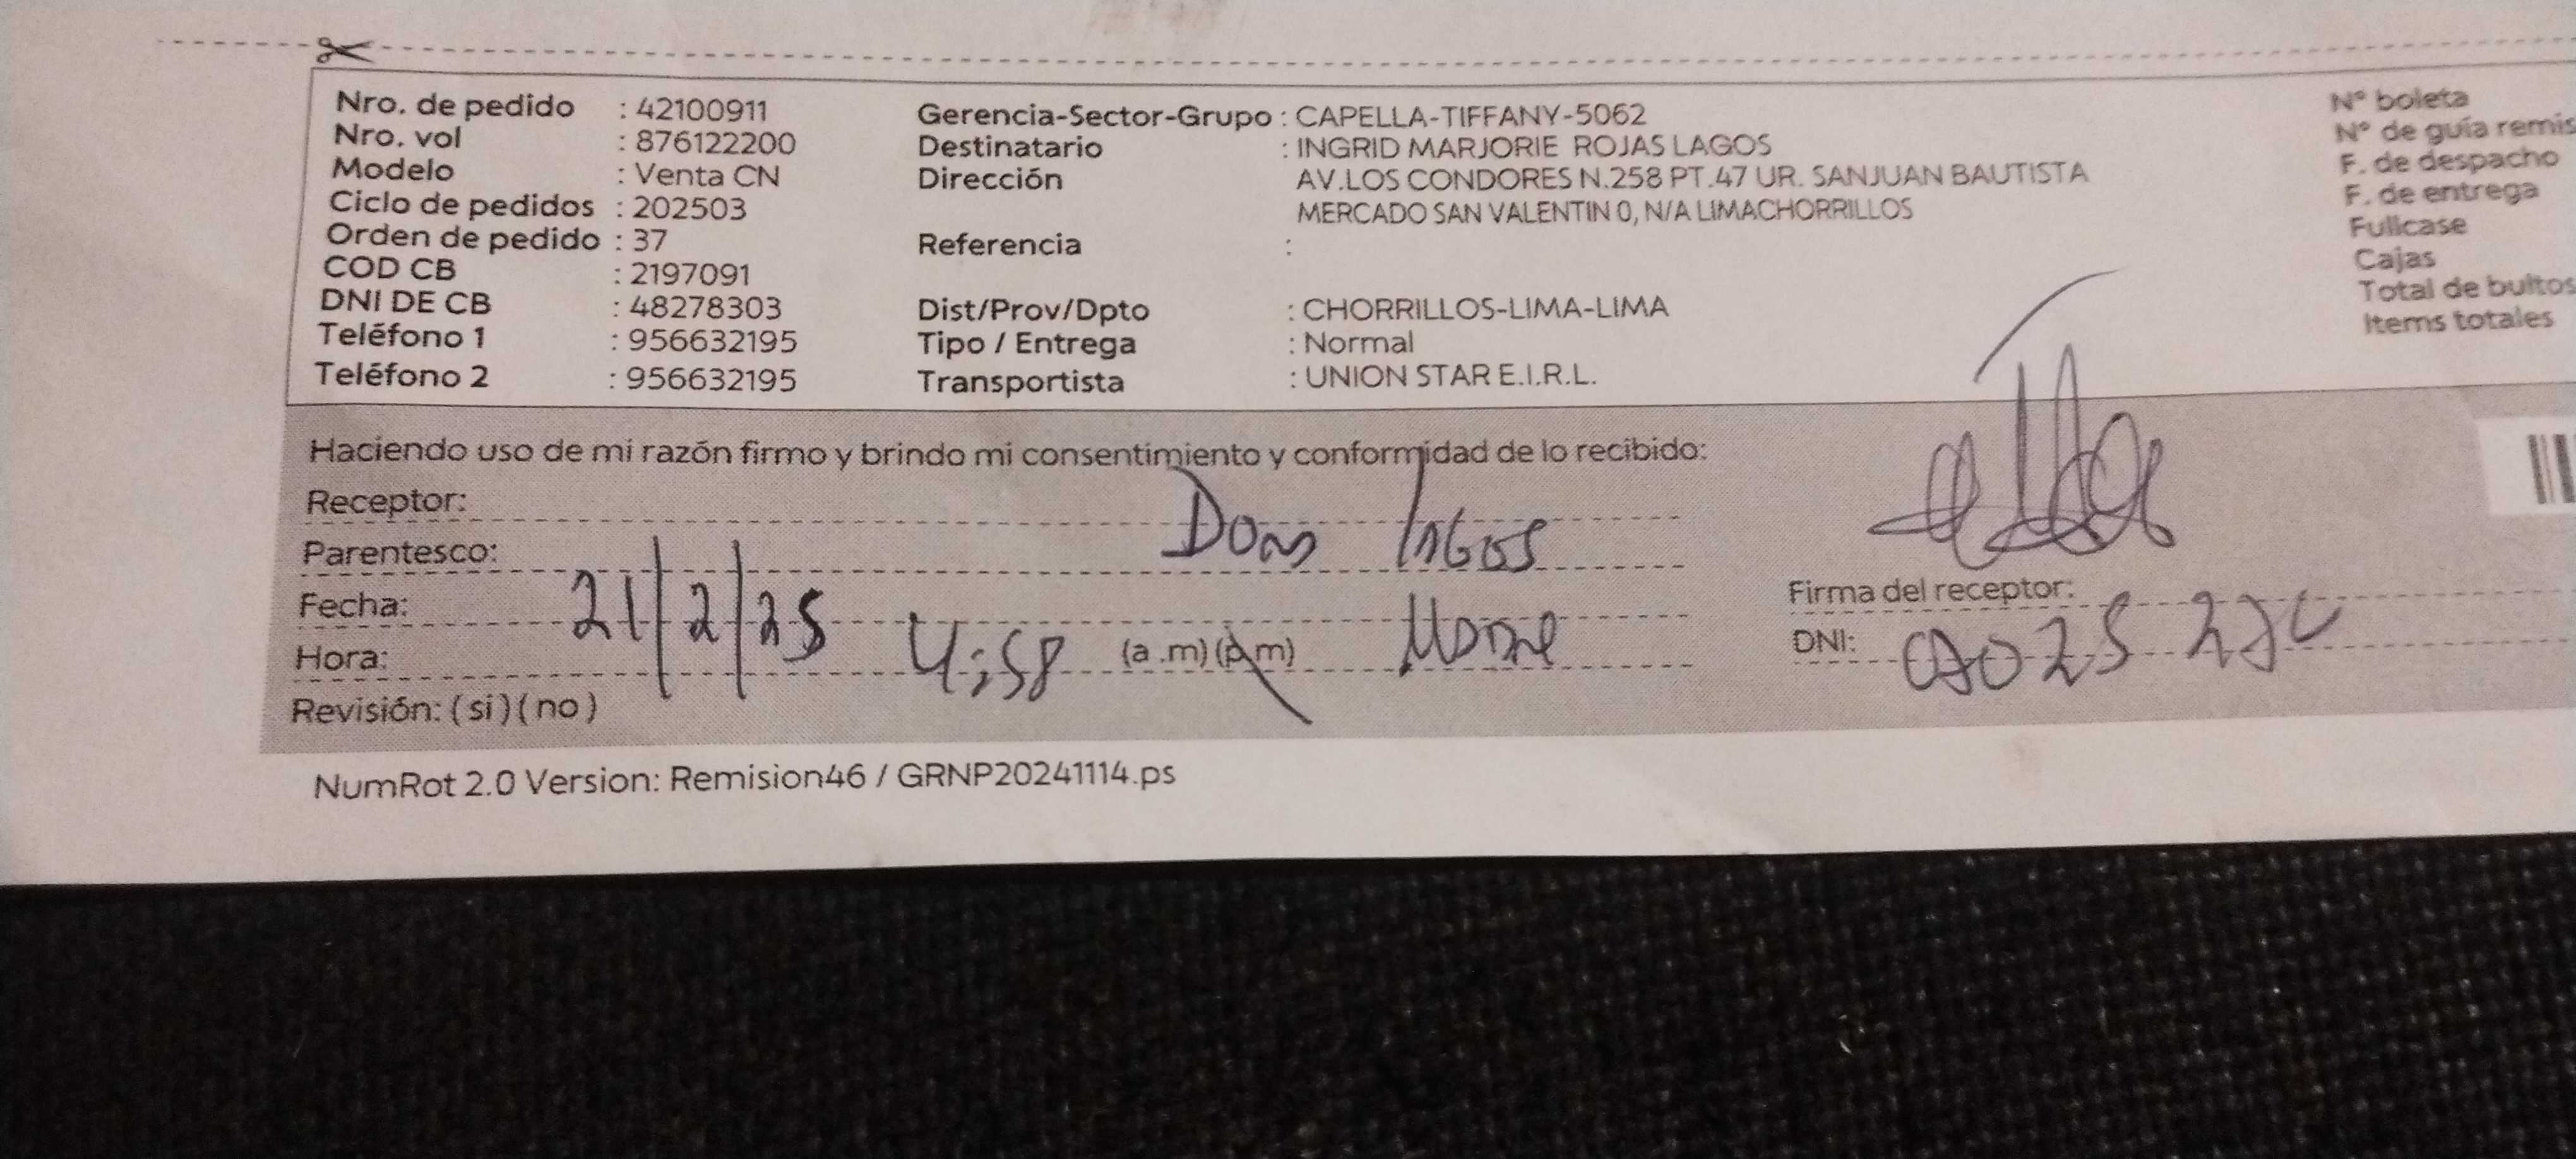 Nro. de pedido : 42100911
Nro. vol : 876122200
Modelo : Venta CN
Ciclo de pedidos : 202503
Orden de pedido : 37
COD CB : 2197091
DNI DE CB : 48278303
Teléfono 1 : 956632195
Teléfono 2 : 956632195
Gerencia-Sector-Grupo : CAPELLA-TIFFANY-5062
Destinatario : INGRID MARJORIE ROJAS LAGOS
Dirección AV.LOS CONDORES N.258 PT.47 UR. SANJUAN BAUTISTA
MERCADO SAN VALENTIN 0, N/A LIMACHORRILLOS
Referencia :
Dist/Prov/Dpto : CHORRILLOS-LIMA-LIMA
Tipo / Entrega : Normal
Transportista : UNION STAR E.I.R.L.
N° boleta
N° de guía remis
F. de despacho
F. de entrega
Fullcase
Cajas
Total de bultos
Items totales
Haciendo uso de mi razón firmo y brindo mi consentimiento y conformidad de lo recibido:
Receptor:
Parentesco: Lagos
Fecha: 21/2/25
Hora: 4:58 (a .m) (p.m)
Revisión: ( si ) ( no )
Firma del receptor:
DNI:
NumRot 2.0 Version: Remision46 / GRNP20241114.ps